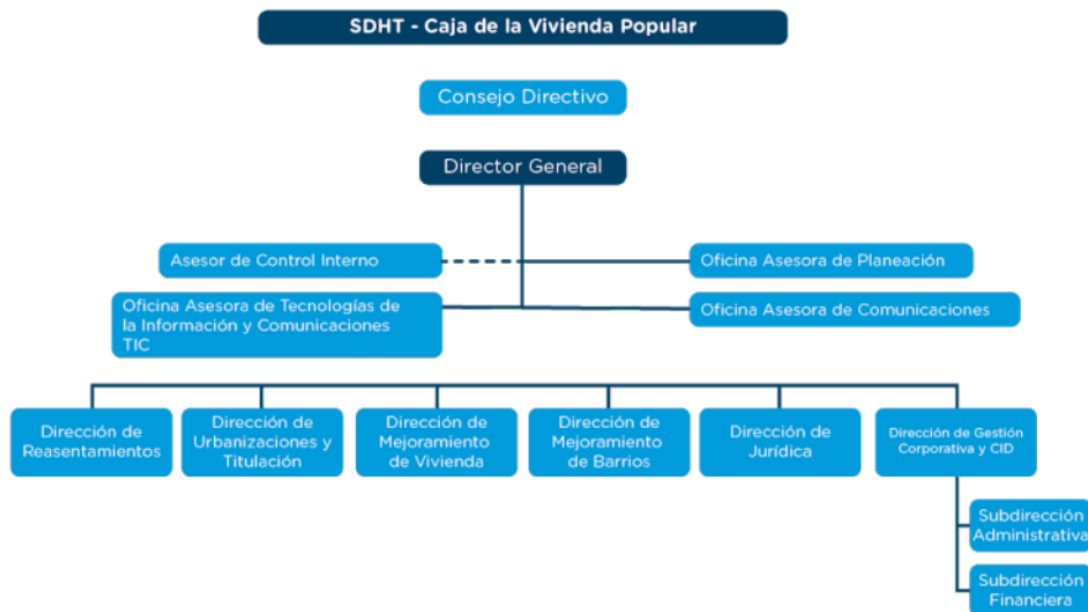 SDHT - Caja de la Vivienda Popular
Consejo Directivo
Director General
Asesor de Control Interno
Oficina Asesora de Planeación
Oficina Asesora de Tecnologías de
la Información y Comunicaciones
TIC
Oficina Asesora de Comunicaciones
Dirección de
Reasentamientos
Dirección de
Urbanizaciones y
Titulación
Dirección de
Mejoramiento
de Vivienda
Dirección de
Mejoramiento
de Barrios
Dirección de
Jurídica
Dirección de Gestión
Corporativa y CID
Subdirección
Administrativa
Subdirección
Financiera